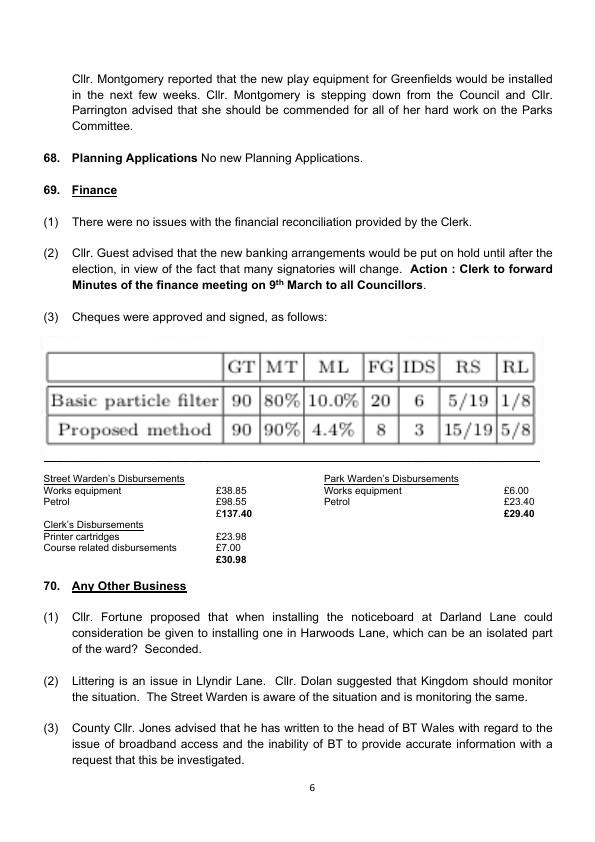 Cllr. Montgomery reported that the new play equipment for Greenfields would be installed
in the next few weeks. Cllr. Montgomery is stepping down from the Council and Cllr.
Parrington advised that she should be commended for all of her hard work on the Parks
Committee.
68. Planning Applications No new Planning Applications.
69. Finance
(1) There were no issues with the financial reconciliation provided by the Clerk.
(2) Cllr. Guest advised that the new banking arrangements would be put on hold until after the
election, in view of the fact that many signatories will change. Action : Clerk to forward
Minutes of the finance meeting on 9th March to all Councillors.
(3) Cheques were approved and signed, as follows:
GT MT ML FG IDS RS RL
Basic particle filter 90 80% 10.0% 20 6 5/19 1/8
Proposed method 90 90% 4.4% 8 3 15/19 5/8
Street Warden's Disbursements Park Warden's Disbursements
Works equipment £38.85 Works equipment £6.00
Petrol £98.55 Petrol £23.40
£137.40 £29.40
Clerk's Disbursements
Printer cartridges £23.98
Course related disbursements £7.00
£30.98
70. Any Other Business
(1) Cllr. Fortune proposed that when installing the noticeboard at Darland Lane could
consideration be given to installing one in Harwoods Lane, which can be an isolated part
of the ward? Seconded.
(2) Littering is an issue in Llyndir Lane. Cllr. Dolan suggested that Kingdom should monitor
the situation. The Street Warden is aware of the situation and is monitoring the same.
(3) County Cllr. Jones advised that he has written to the head of BT Wales with regard to the
issue of broadband access and the inability of BT to provide accurate information with a
request that this be investigated.
6